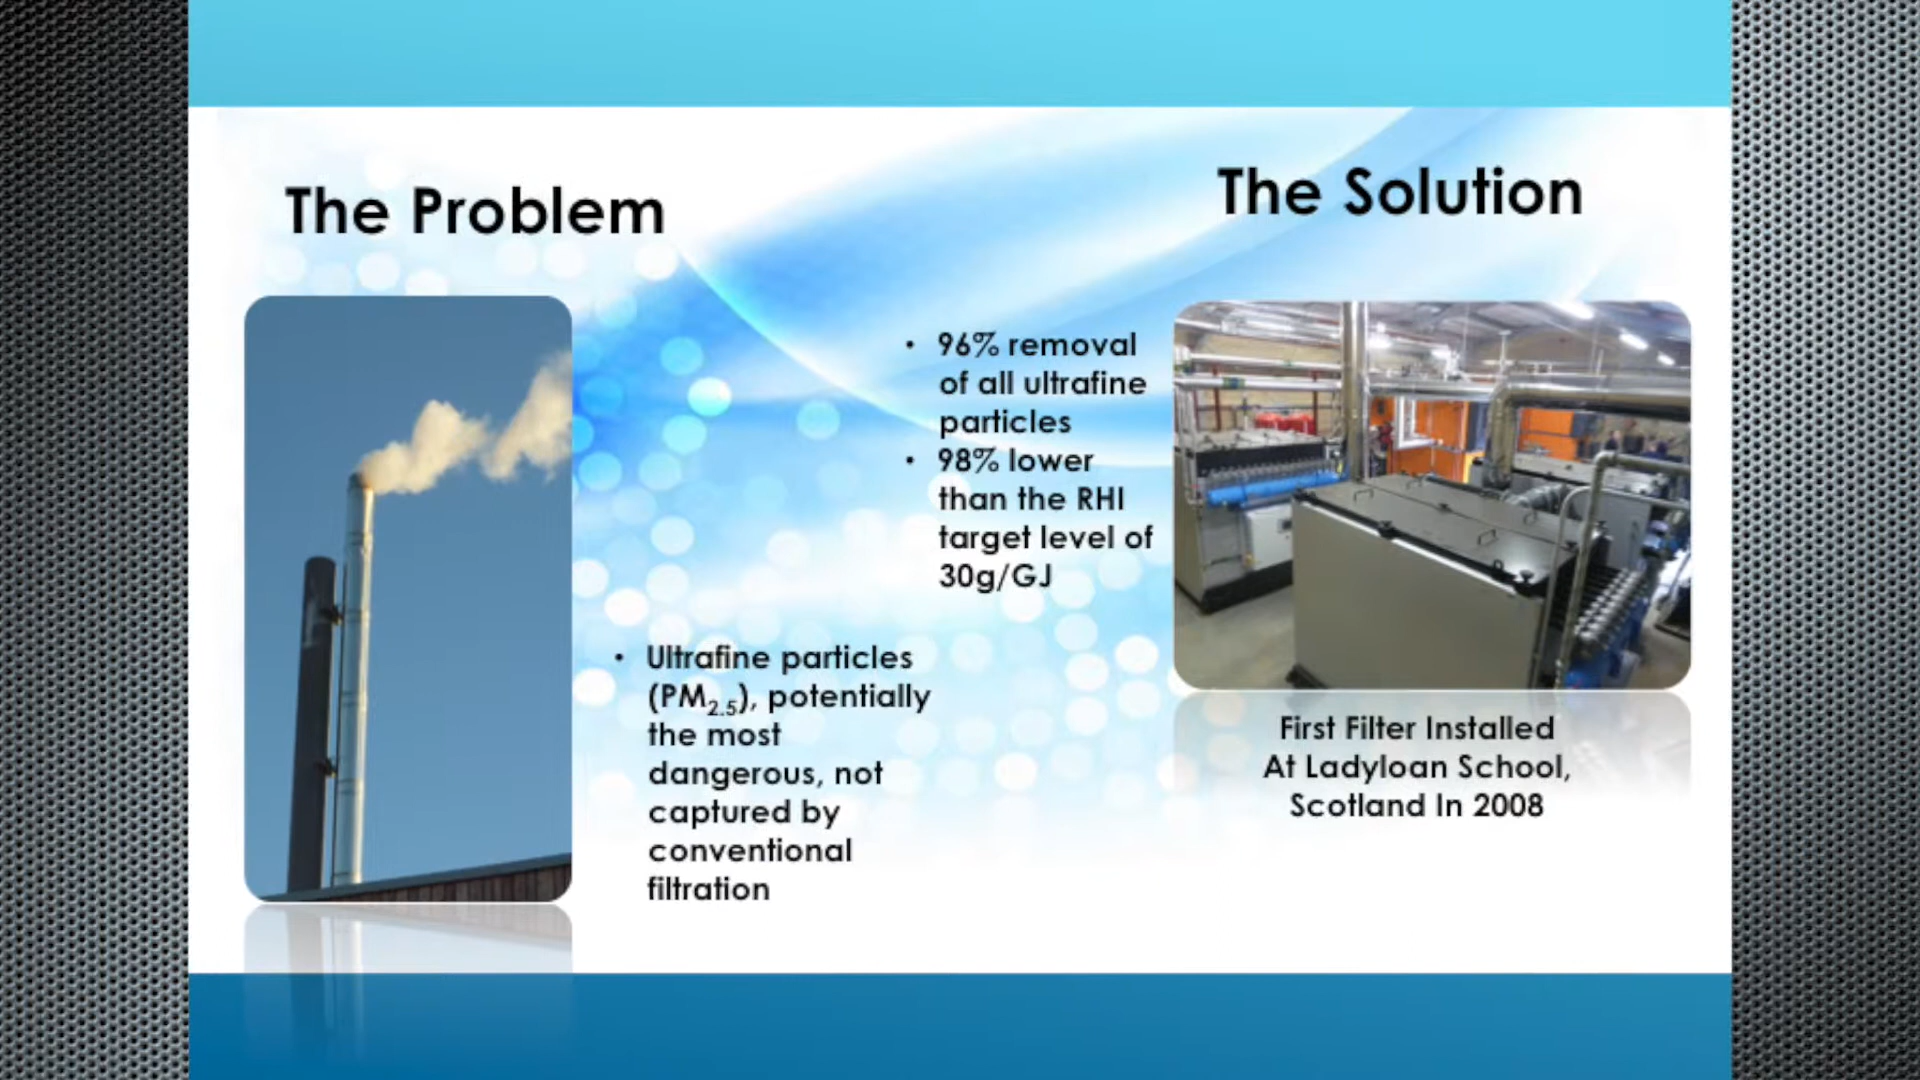 The Problem
Ultrafine particles
(PM2.5), potentially
the most
dangerous, not
captured by
conventional
filtration
The Solution
• 96% removal
of all ultrafine
particles
• 98% lower
than the RHI
target level of
30g/GJ
First Filter Installed
At Ladyloan School,
Scotland In 2008